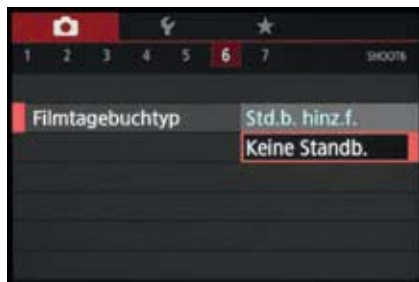 1 2 3 4 5 6 7 SHOOT6
Filmtagebuchtyp Std.b. hinz.f.
Keine Standb.